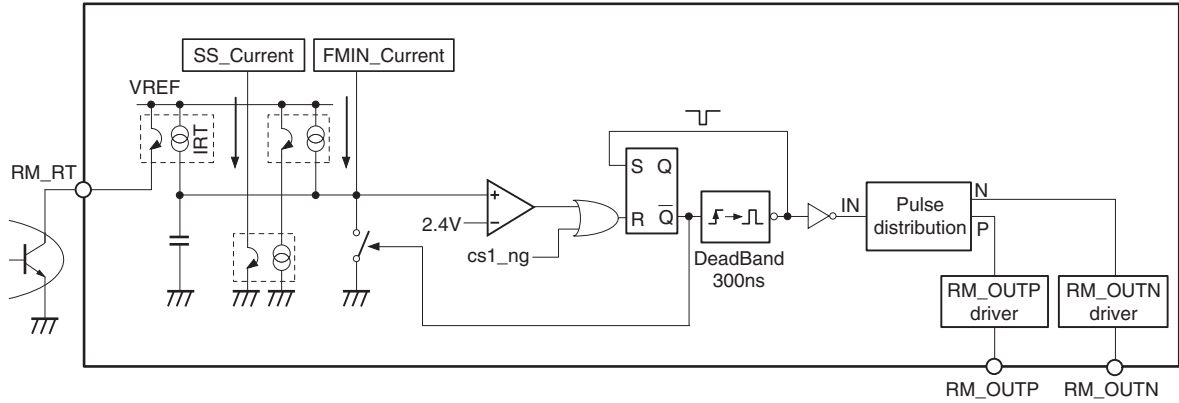 SS_Current
FMIN_Current
VREF
IRT
RM_RT
+
−
2.4V
cs1_ng
S
Q
R
Q̅
DeadBand
300ns
IN
Pulse
distribution
N
P
RM_OUTP
driver
RM_OUTN
driver
RM_OUTP
RM_OUTN